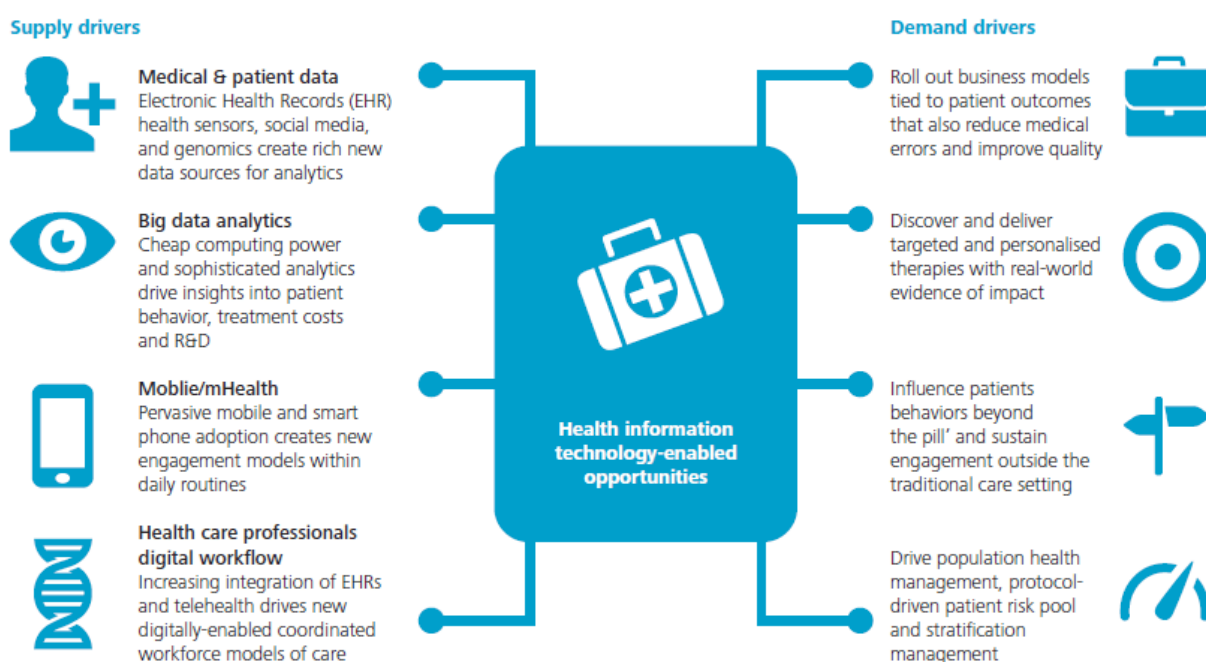 Supply drivers
Medical & patient data
Electronic Health Records (EHR)
health sensors, social media,
and genomics create rich new
data sources for analytics
Big data analytics
Cheap computing power
and sophisticated analytics
drive insights into patient
behavior, treatment costs
and R&D
Moblie/mHealth
Pervasive mobile and smart
phone adoption creates new
engagement models within
daily routines
Health care professionals
digital workflow
Increasing integration of EHRs
and telehealth drives new
digitally-enabled coordinated
workforce models of care
Health information
technology-enabled
opportunities
Demand drivers
Roll out business models
tied to patient outcomes
that also reduce medical
errors and improve quality
Discover and deliver
targeted and personalised
therapies with real-world
evidence of impact
Influence patients
behaviors beyond
the pill’ and sustain
engagement outside the
traditional care setting
Drive population health
management, protocol-
driven patient risk pool
and stratification
management